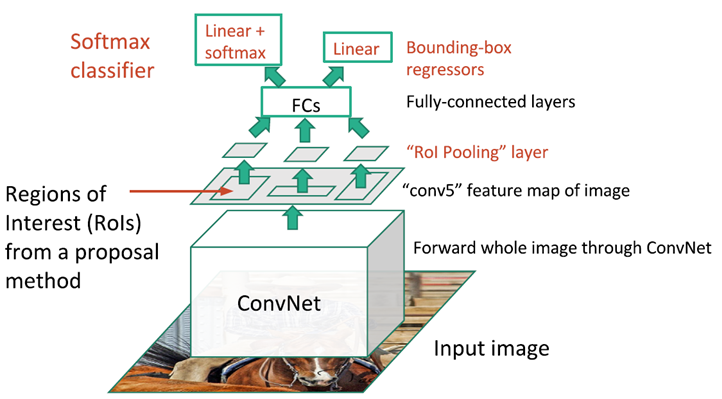 Softmax
classifier
Linear +
softmax
Linear
Bounding-box
regressors
FCs
Fully-connected layers
"RoI Pooling" layer
Regions of
Interest (RoIs)
from a proposal
method
"conv5" feature map of image
Forward whole image through ConvNet
ConvNet
Input image